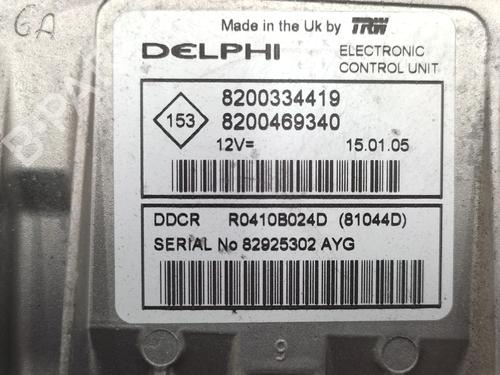 GA
Made in the Uk by TRW
DELPHI ELECTRONIC
CONTROL UNIT
153
8200334419
8200469340
12V= 15.01.05
DDCR R0410B024D (81044D)
SERIAL No 82925302 AYG
9